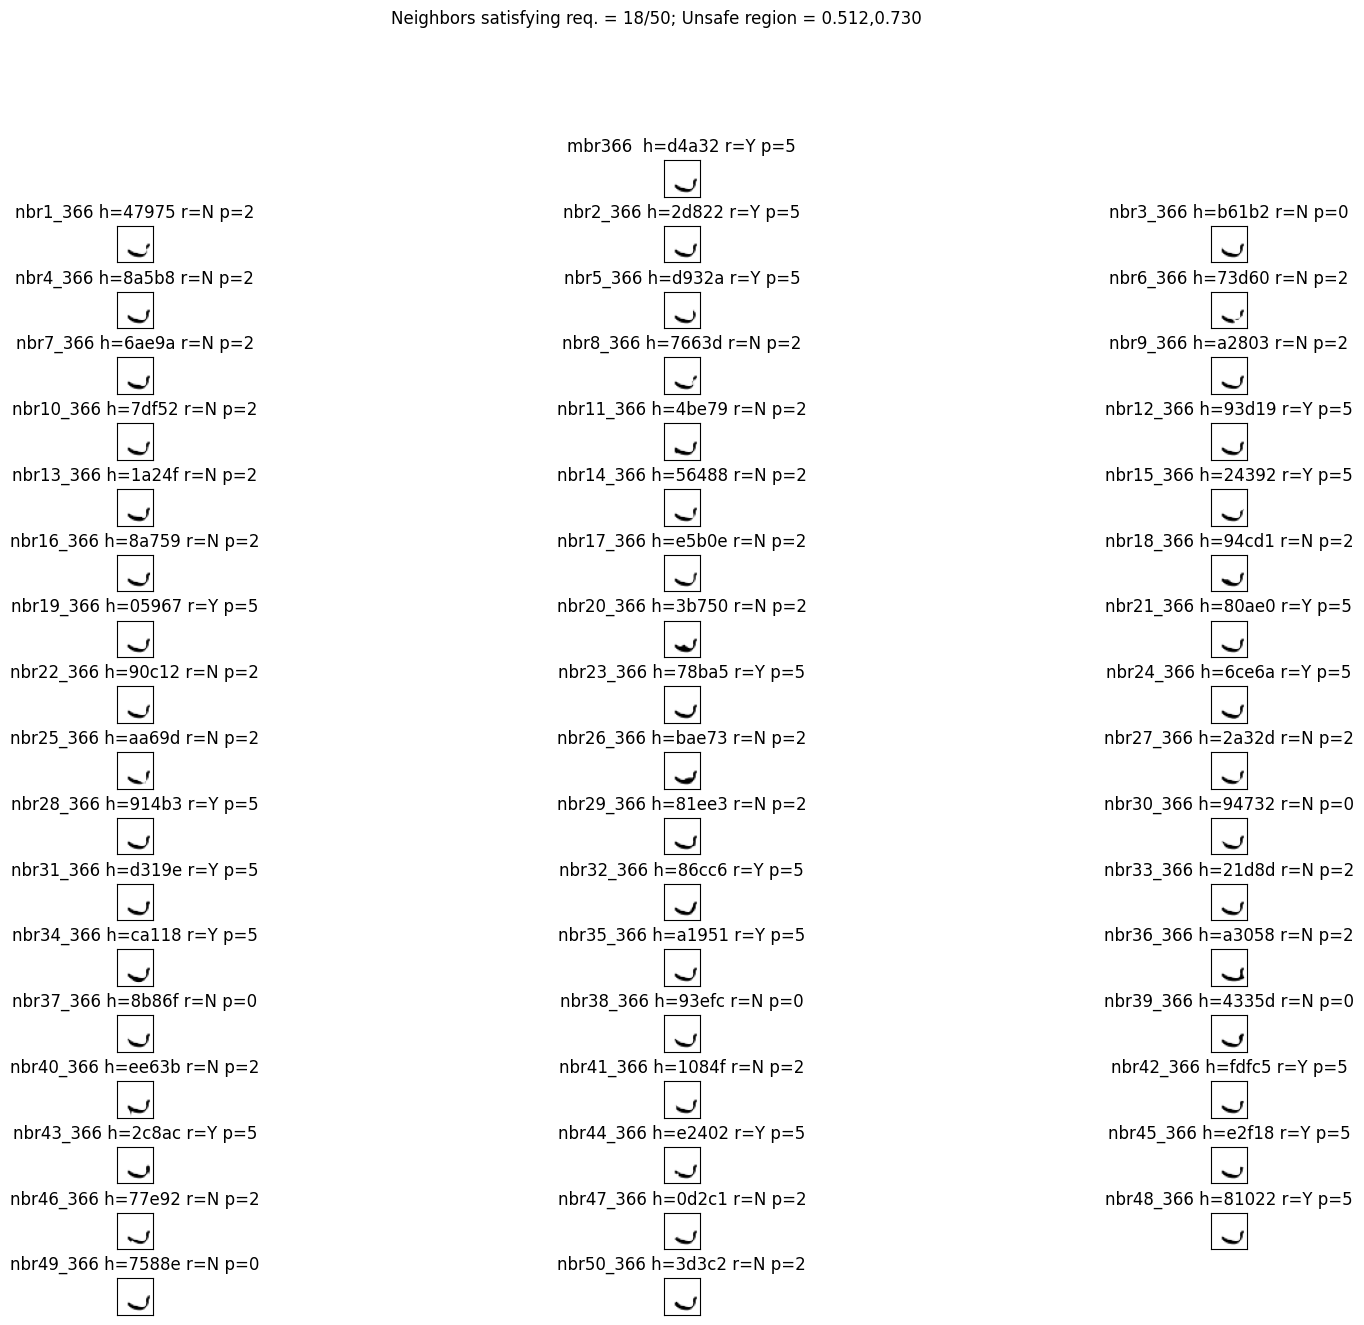 Neighbors satisfying req. = 18/50; Unsafe region = 0.512,0.730
mbr366  h=d4a32 r=Y p=5
nbr1_366 h=47975 r=N p=2
nbr2_366 h=2d822 r=Y p=5
nbr3_366 h=b61b2 r=N p=0
nbr4_366 h=8a5b8 r=N p=2
nbr5_366 h=d932a r=Y p=5
nbr6_366 h=73d60 r=N p=2
nbr7_366 h=6ae9a r=N p=2
nbr8_366 h=7663d r=N p=2
nbr9_366 h=a2803 r=N p=2
nbr10_366 h=7df52 r=N p=2
nbr11_366 h=4be79 r=N p=2
nbr12_366 h=93d19 r=Y p=5
nbr13_366 h=1a24f r=N p=2
nbr14_366 h=56488 r=N p=2
nbr15_366 h=24392 r=Y p=5
nbr16_366 h=8a759 r=N p=2
nbr17_366 h=e5b0e r=N p=2
nbr18_366 h=94cd1 r=N p=2
nbr19_366 h=05967 r=Y p=5
nbr20_366 h=3b750 r=N p=2
nbr21_366 h=80ae0 r=Y p=5
nbr22_366 h=90c12 r=N p=2
nbr23_366 h=78ba5 r=Y p=5
nbr24_366 h=6ce6a r=Y p=5
nbr25_366 h=aa69d r=N p=2
nbr26_366 h=bae73 r=N p=2
nbr27_366 h=2a32d r=N p=2
nbr28_366 h=914b3 r=Y p=5
nbr29_366 h=81ee3 r=N p=2
nbr30_366 h=94732 r=N p=0
nbr31_366 h=d319e r=Y p=5
nbr32_366 h=86cc6 r=Y p=5
nbr33_366 h=21d8d r=N p=2
nbr34_366 h=ca118 r=Y p=5
nbr35_366 h=a1951 r=Y p=5
nbr36_366 h=a3058 r=N p=2
nbr37_366 h=8b86f r=N p=0
nbr38_366 h=93efc r=N p=0
nbr39_366 h=4335d r=N p=0
nbr40_366 h=ee63b r=N p=2
nbr41_366 h=1084f r=N p=2
nbr42_366 h=fdfc5 r=Y p=5
nbr43_366 h=2c8ac r=Y p=5
nbr44_366 h=e2402 r=Y p=5
nbr45_366 h=e2f18 r=Y p=5
nbr46_366 h=77e92 r=N p=2
nbr47_366 h=0d2c1 r=N p=2
nbr48_366 h=81022 r=Y p=5
nbr49_366 h=7588e r=N p=0
nbr50_366 h=3d3c2 r=N p=2